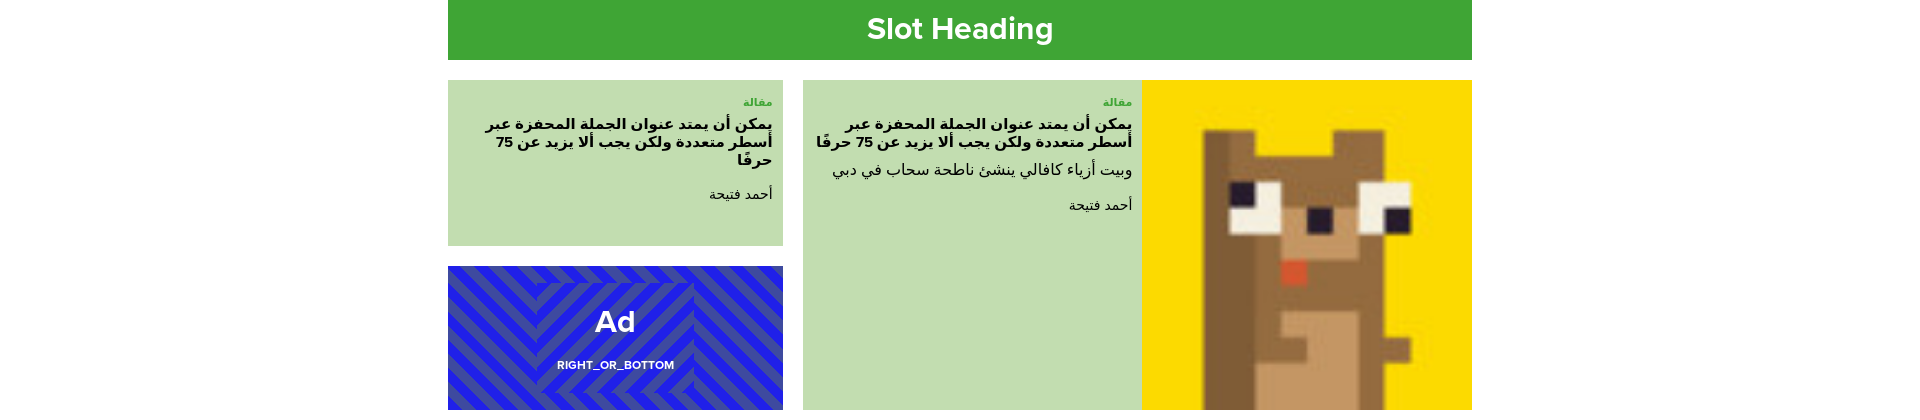 Slot Heading
مقالة
يمكن أن يمتد عنوان الجملة المحفزة عبر
أسطر متعددة ولكن يجب ألا يزيد عن 75 حرفًا
وبيت أزياء كافالي ينشئ ناطحة سحاب في دبي
أحمد فتيحة
مقالة
يمكن أن يمتد عنوان الجملة المحفزة عبر
أسطر متعددة ولكن يجب ألا يزيد عن 75
حرفًا
أحمد فتيحة
Ad
RIGHT_OR_BOTTOM